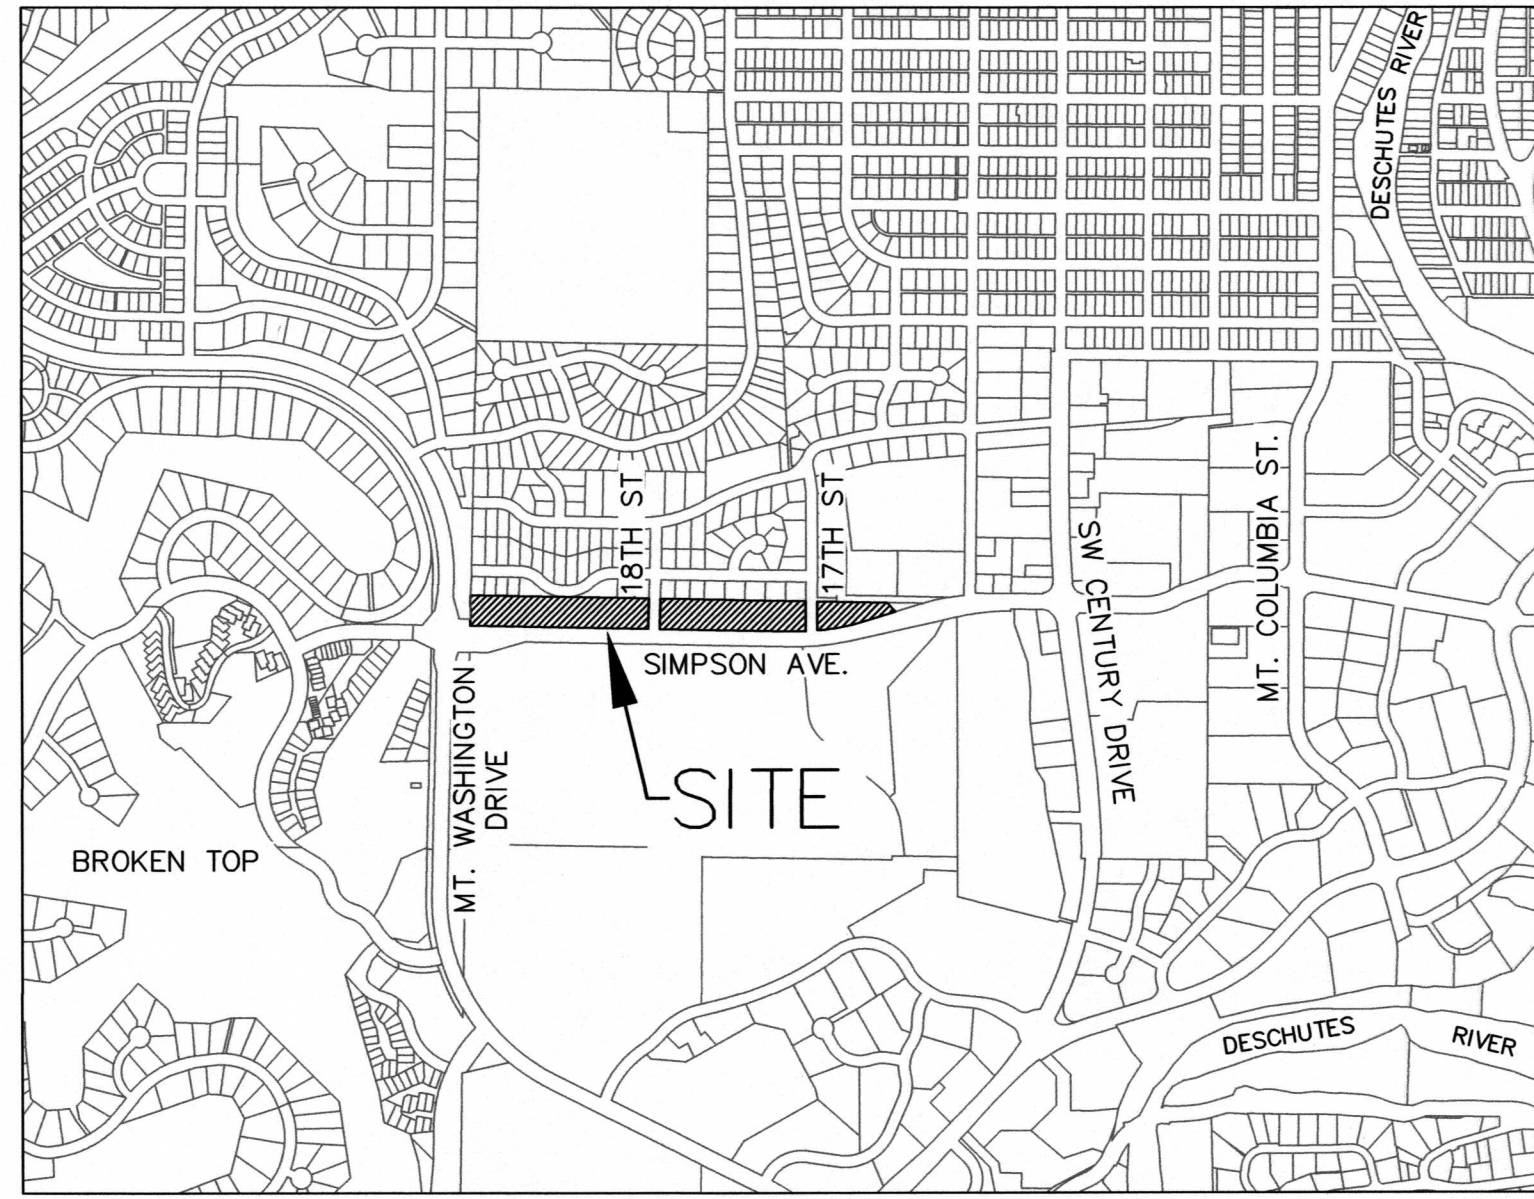 DESCHUTES RIVER
18TH ST
17TH ST
MT. COLUMBIA ST.
SW CENTURY DRIVE
SIMPSON AVE.
MT. WASHINGTON
DRIVE
SITE
BROKEN TOP
DESCHUTES RIVER